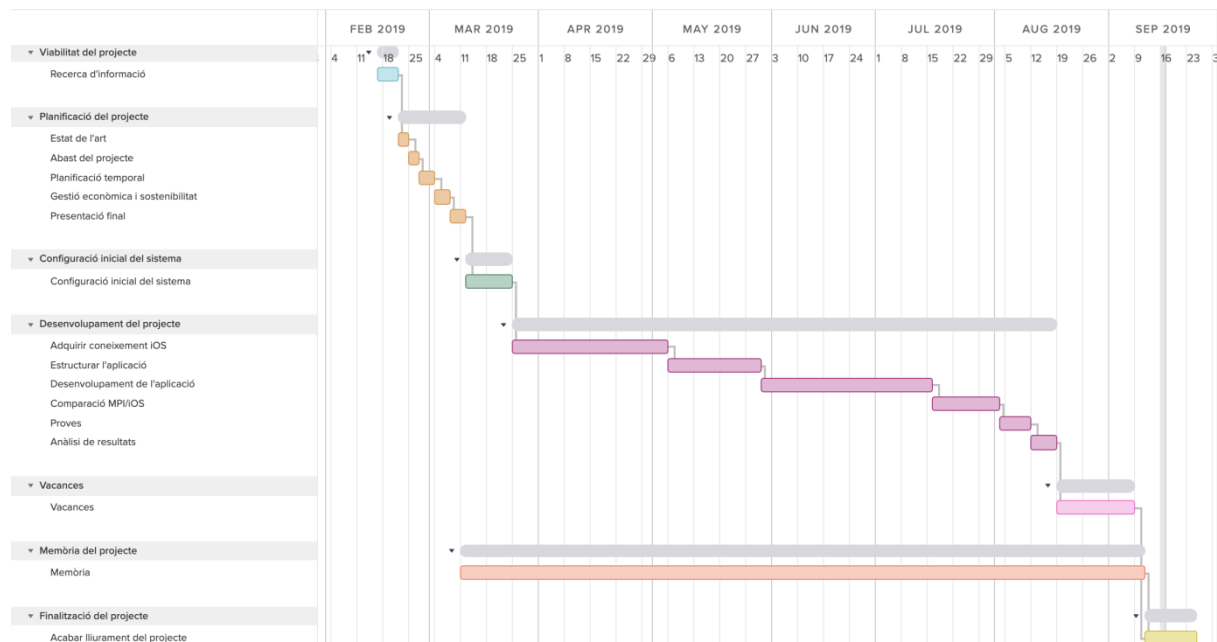 FEB 2019 MAR 2019 APR 2019 MAY 2019 JUN 2019 JUL 2019 AUG 2019 SEP 2019
4 11 18 25 4 11 18 25 1 8 15 22 29 6 13 20 27 3 10 17 24 1 8 15 22 29 5 12 19 26 2 9 16 23 3
Viabilitat del projecte
Recerca d'informació
Planificació del projecte
Estat de l'art
Abast del projecte
Planificació temporal
Gestió econòmica i sostenibilitat
Presentació final
Configuració inicial del sistema
Configuració inicial del sistema
Desenvolupament del projecte
Adquirir coneixement iOS
Estructurar l'aplicació
Desenvolupament de l'aplicació
Comparació MPI/iOS
Proves
Anàlisi de resultats
Vacances
Vacances
Memòria del projecte
Memòria
Finalització del projecte
Acabar lliurament del projecte